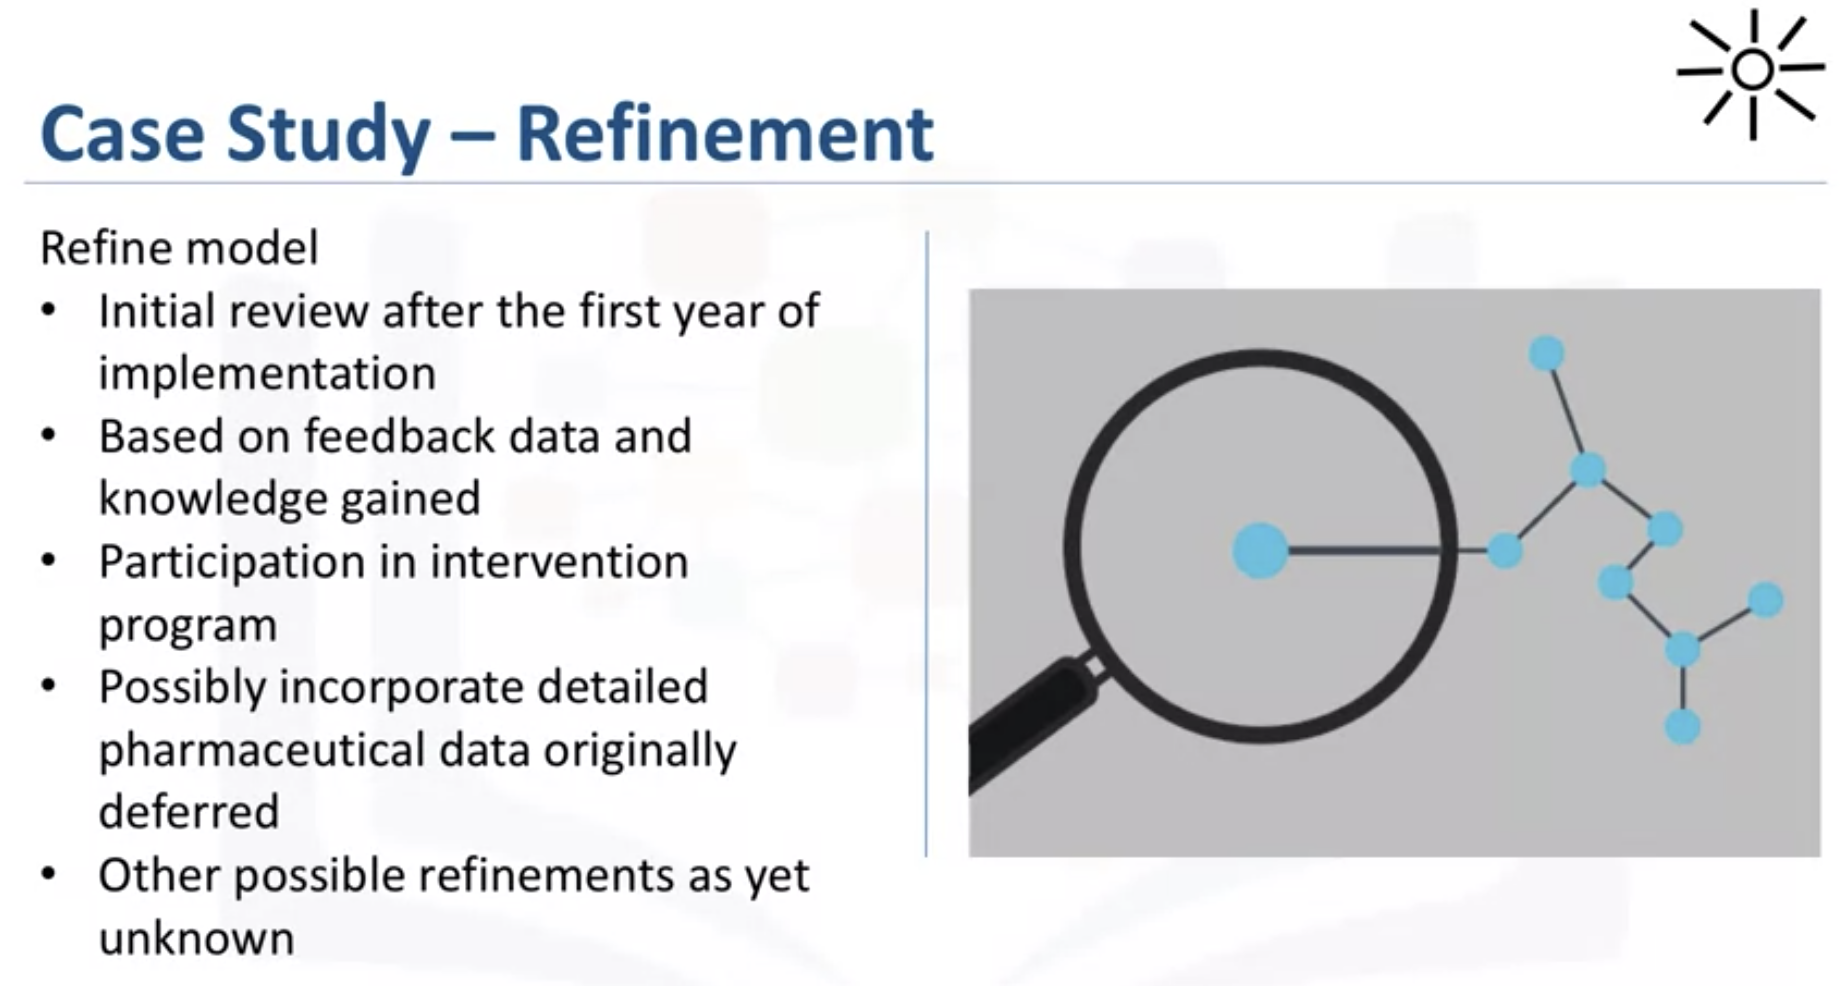 Case Study – Refinement
Refine model
• Initial review after the first year of
implementation
• Based on feedback data and
knowledge gained
• Participation in intervention
program
• Possibly incorporate detailed
pharmaceutical data originally
deferred
• Other possible refinements as yet
unknown